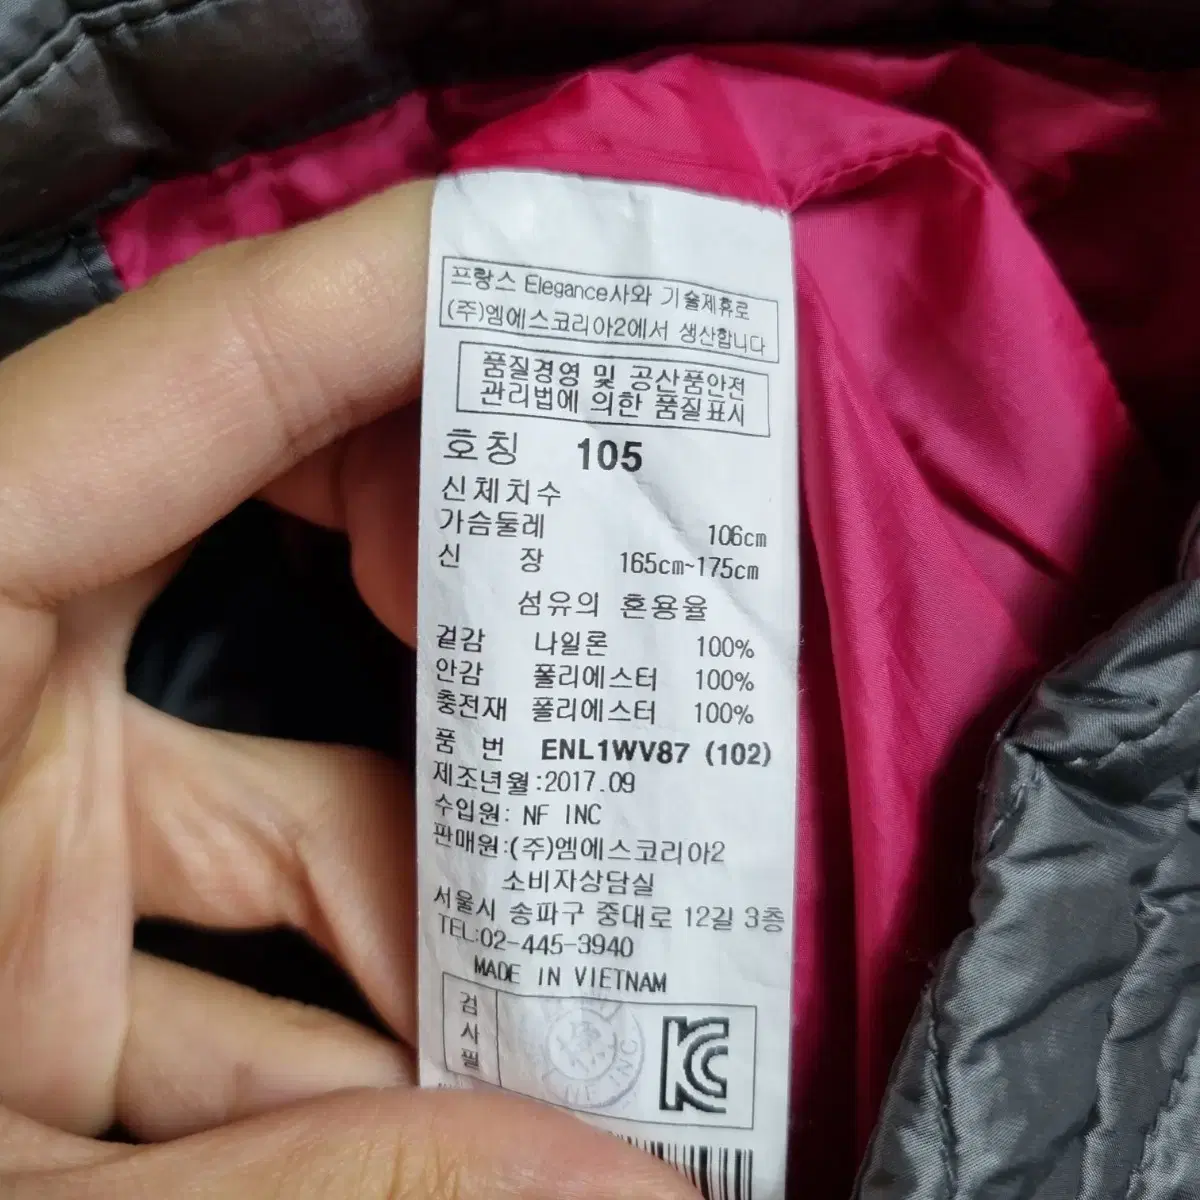 프랑스 Elegance사와 기술제휴로
(주)엠에스코리아2에서 생산합니다
품질경영 및 공산품안전
관리법에 의한 품질표시
호칭 105
신체치수
가슴둘레 106cm
신 장 165cm~175cm
섬유의 혼용율
겉감 나일론 100%
안감 폴리에스터 100%
충전재 폴리에스터 100%
품 번 ENL1WV87 (102)
제조년월:2017.09
수입원: NF INC
판매원:(주)엠에스코리아2
소비자상담실
서울시 송파구 중대로 12길 3층
TEL:02-445-3940
MADE IN VIETNAM
검사필
NF INC
KC